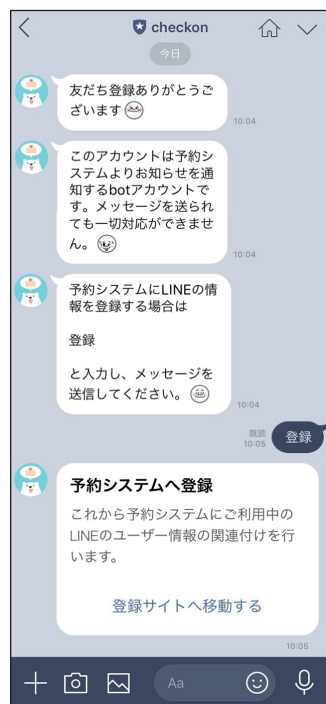 checkon
今日
友だち登録ありがとうご
ざいます
10:04
このアカウントは予約シ
ステムよりお知らせを通
知するbotアカウントで
す。メッセージを送られ
ても一切対応ができませ
ん。
10:04
予約システムにLINEの情
報を登録する場合は
登録
と入力し、メッセージを
送信してください。
10:04
既読
10:05
登録
予約システムへ登録
これから予約システムにご利用中の
LINEのユーザー情報の関連付けを行
います。
登録サイトへ移動する
10:05
Aa